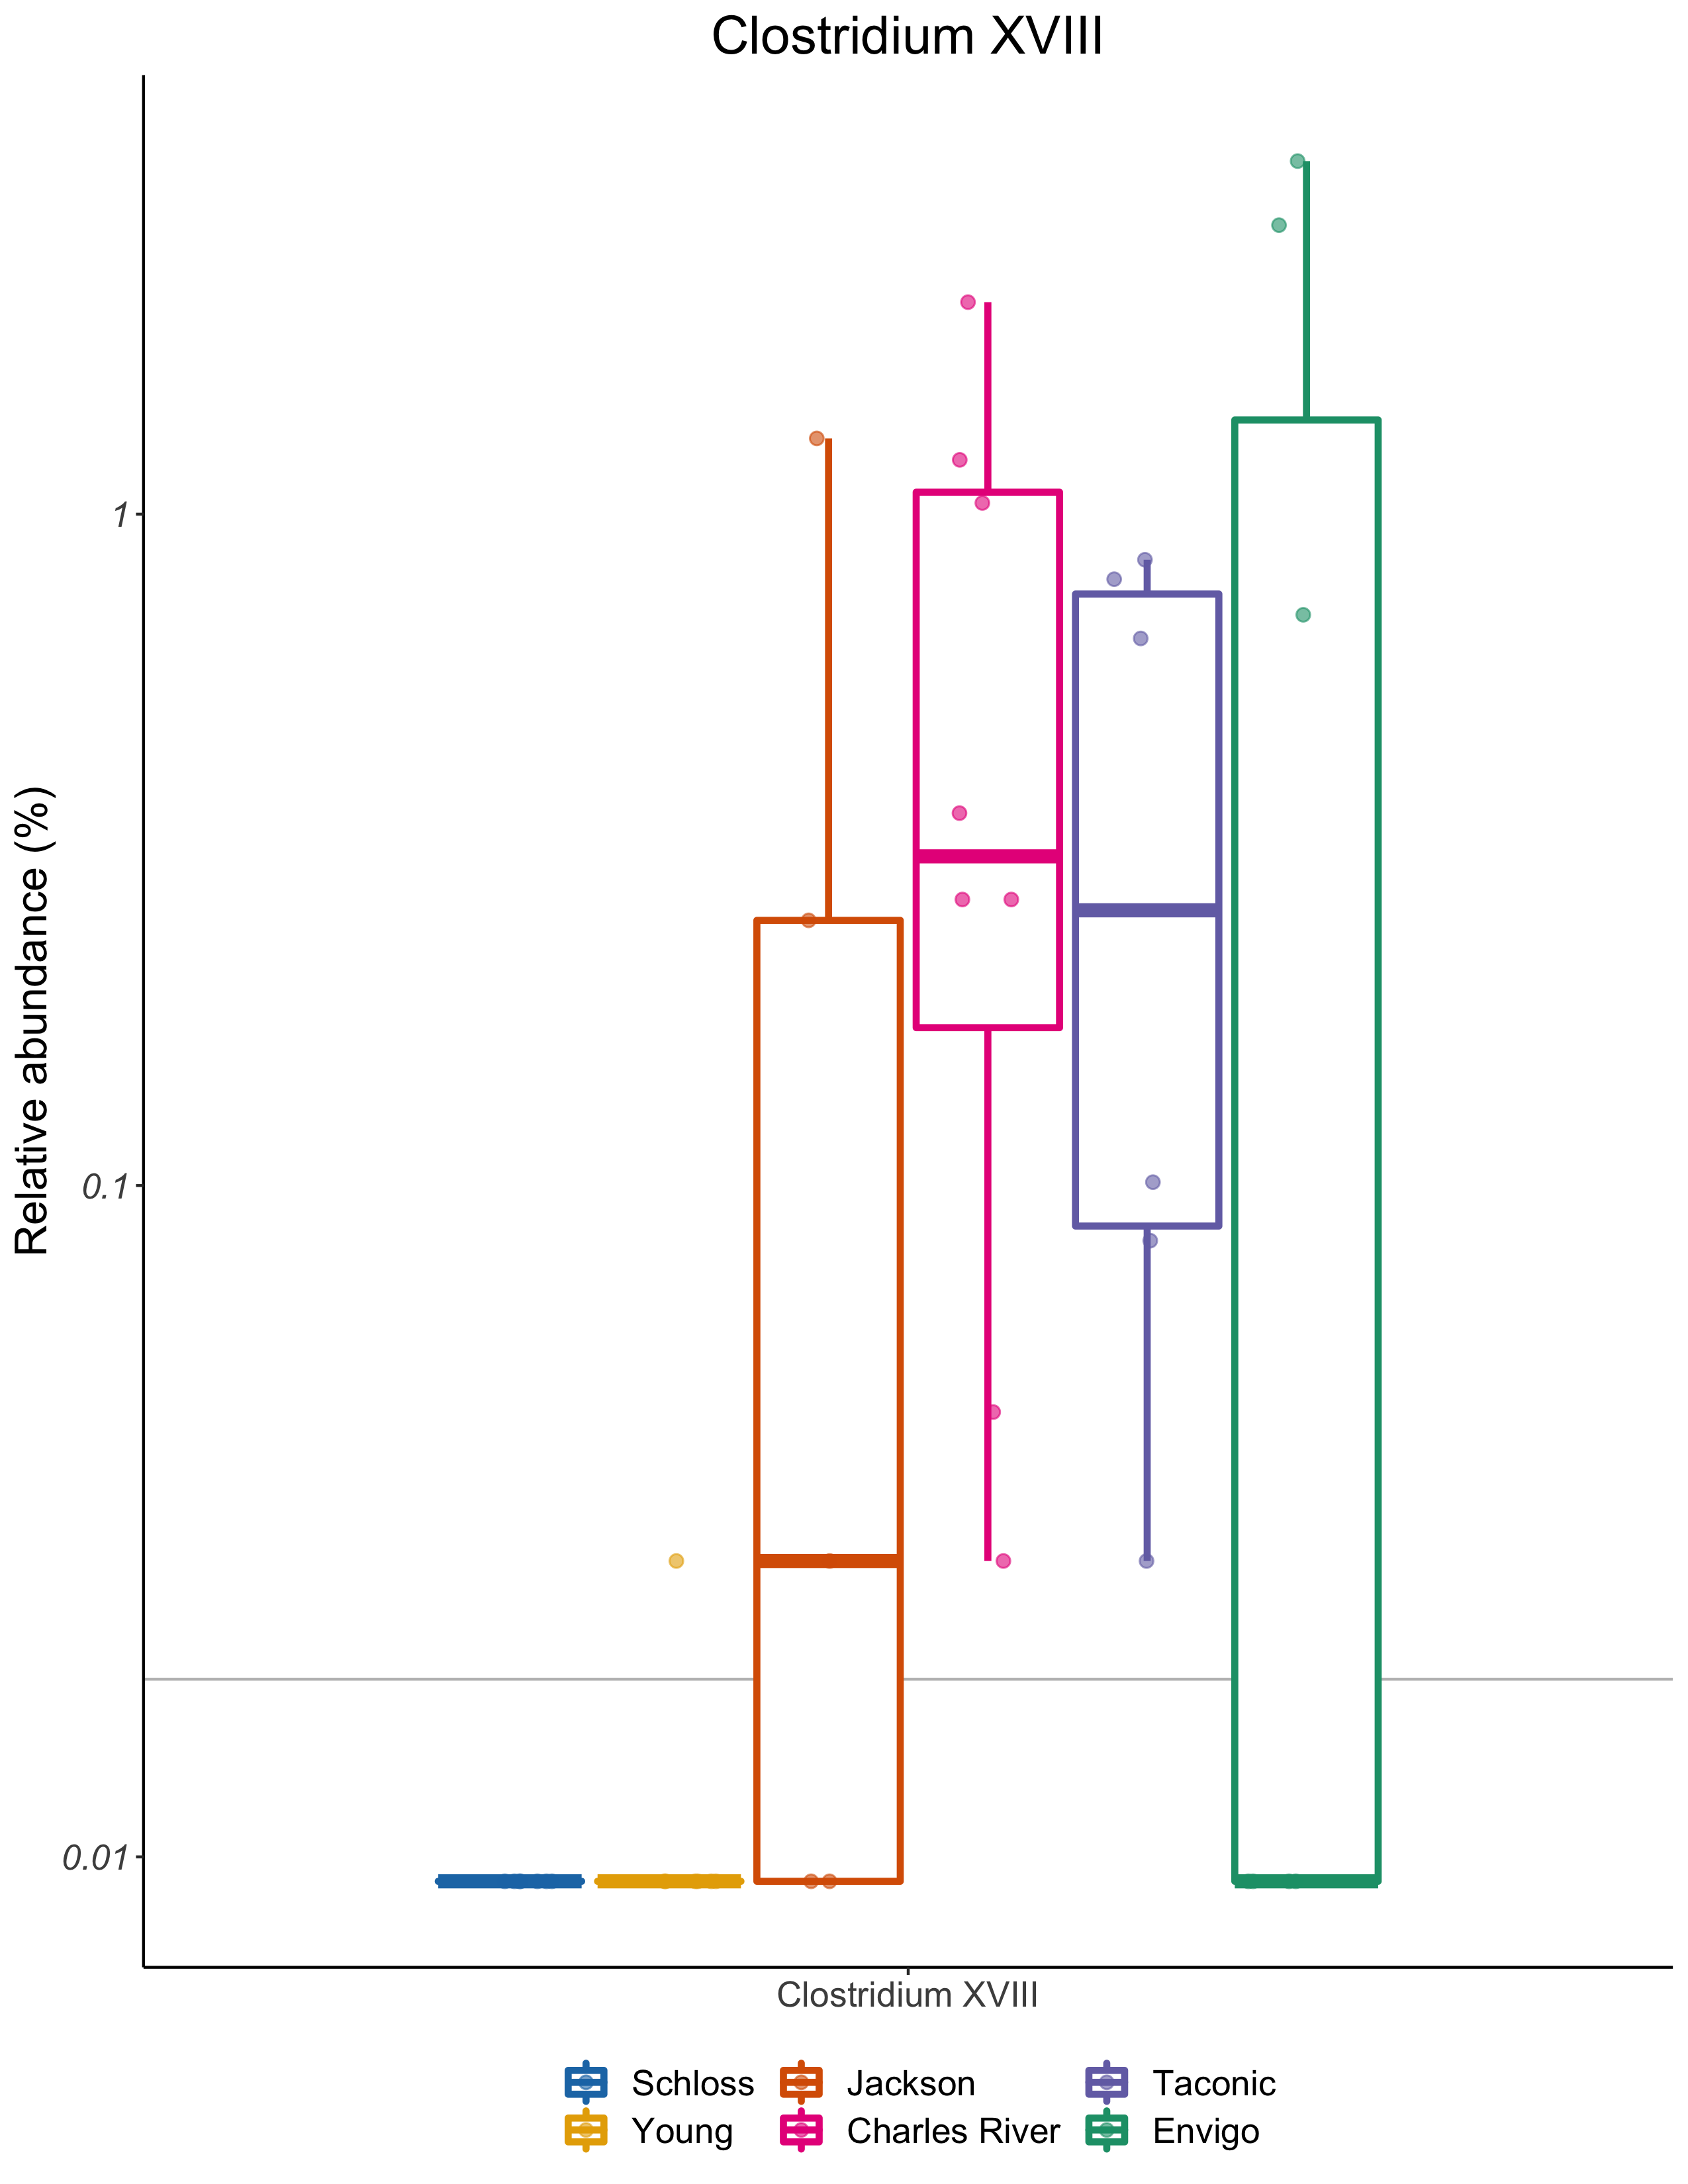 Clostridium XVIII
Relative abundance (%)
1
0.1
0.01
Clostridium XVIII
Schloss Jackson Taconic
Young Charles River Envigo